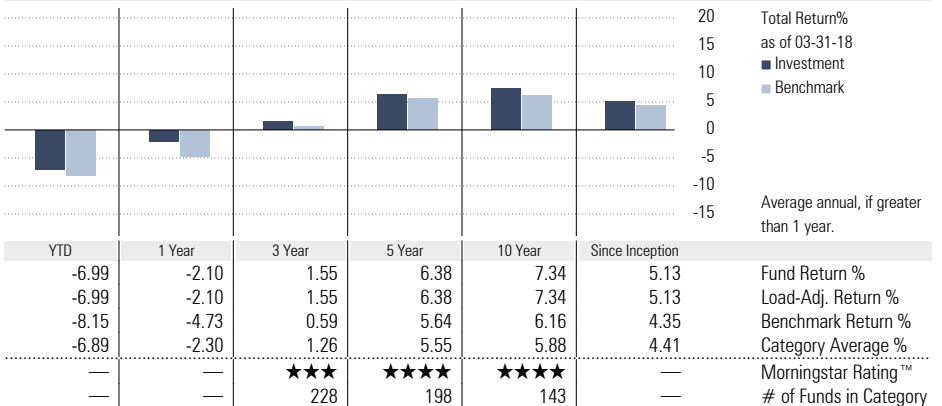 20
15
10
5
0
-5
-10
-15
Total Return%
as of 03-31-18
Investment
Benchmark
Average annual, if greater
than 1 year.
YTD 1 Year 3 Year 5 Year 10 Year Since Inception
-6.99 -2.10 1.55 6.38 7.34 5.13 Fund Return %
-6.99 -2.10 1.55 6.38 7.34 5.13 Load-Adj. Return %
-8.15 -4.73 0.59 5.64 6.16 4.35 Benchmark Return %
-6.89 -2.30 1.26 5.55 5.88 4.41 Category Average %
— — ★★★ ★★★★ ★★★★ — Morningstar Rating™
— — 228 198 143 — # of Funds in Category